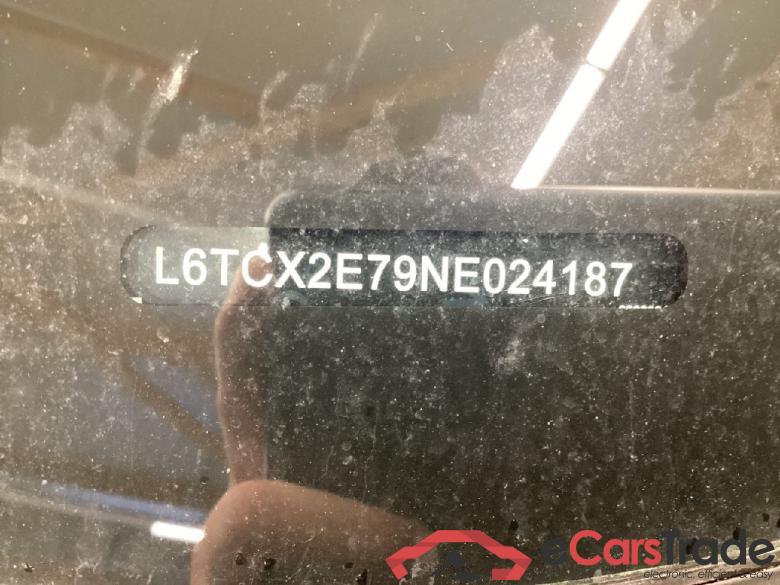 L6TCX2E79NE024187
eCarsTrade
electronic, efficient & easy